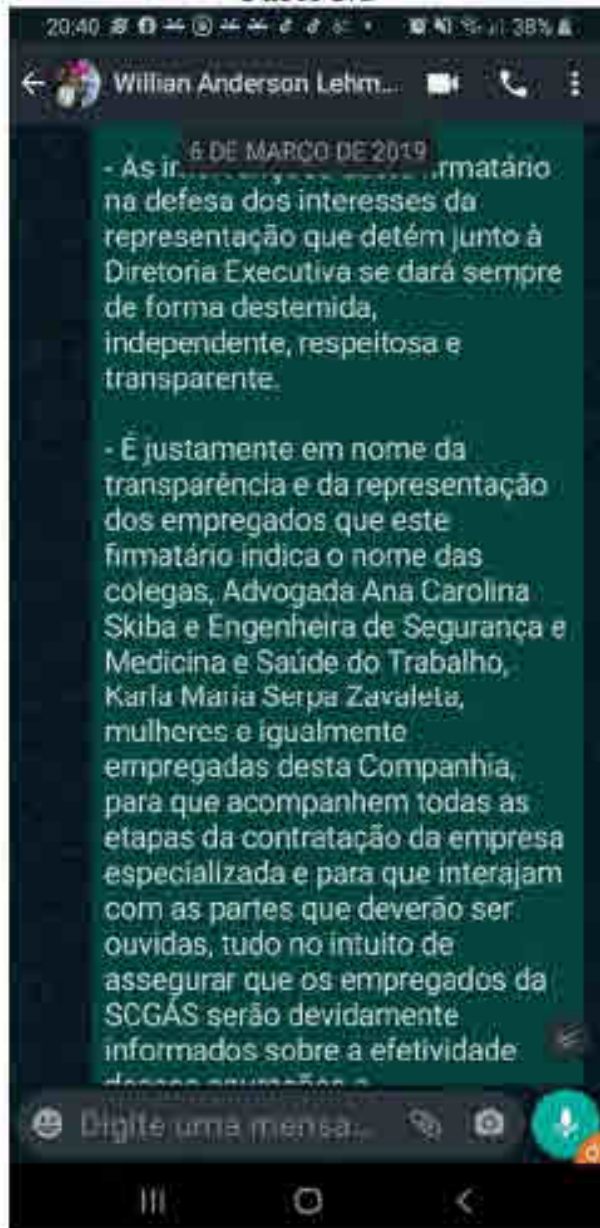 20:40
38%
Willian Anderson Lehm...
6 DE MARÇO DE 2019
- As rmatário
na defesa dos interesses da
representação que detém junto à
Diretoria Executiva se dará sempre
de forma destemida,
independente, respeitosa e
transparente.
- É justamente em nome da
transparência e da representação
dos empregados que este
firmatário indica o nome das
colegas, Advogada Ana Carolina
Skiba e Engenheira de Segurança e
Medicina e Saúde do Trabalho,
Karla Maria Serpa Zavaleta,
mulheres e igualmente
empregadas desta Companhia,
para que acompanhem todas as
etapas da contratação da empresa
especializada e para que interajam
com as partes que deverão ser
ouvidas, tudo no intuito de
assegurar que os empregados da
SCGÁS serão devidamente
informados sobre a efetividade
Digite uma mensa...